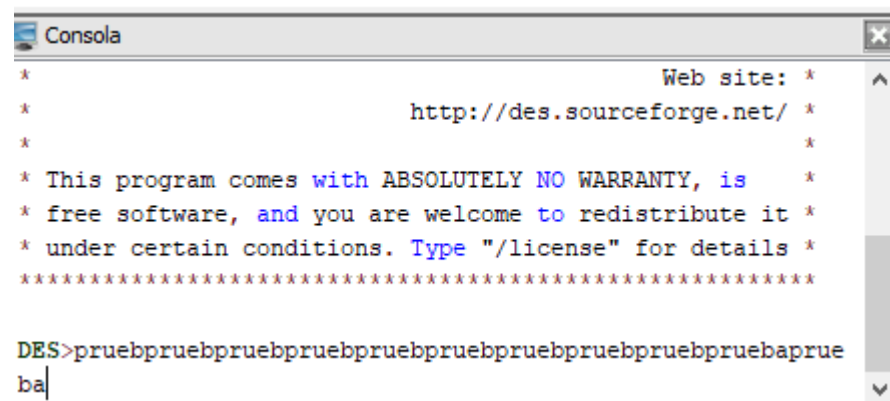 Consola
* Web site: *
* http://des.sourceforge.net/ *
* *
* This program comes with ABSOLUTELY NO WARRANTY, is *
* free software, and you are welcome to redistribute it *
* under certain conditions. Type "/license" for details *
*********************************************************
DES>pruebpruebpruebpruebpruebpruebpruebpruebpruebpruebaprue
ba